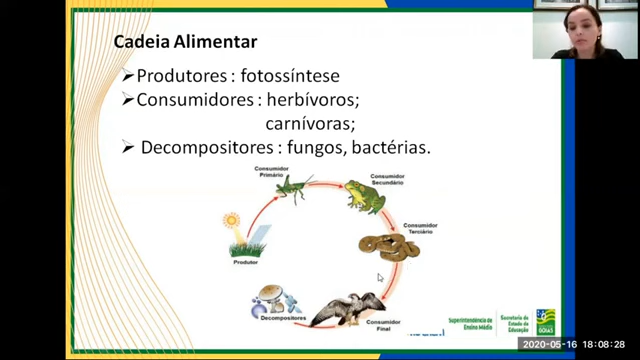 Cadeia Alimentar
➢Produtores : fotossíntese
➢Consumidores : herbívoros;
carnívoras;
➢ Decompositores : fungos, bactérias.
Consumidor
Primário
Consumidor
Secundário
Consumidor
Terciário
Produtor
Decompositores
Consumidor
Final
Superintendência de
Ensino Médio
Secretaria de
Estado da
Educação
GOIÁS
2020-05-16 18:08:28